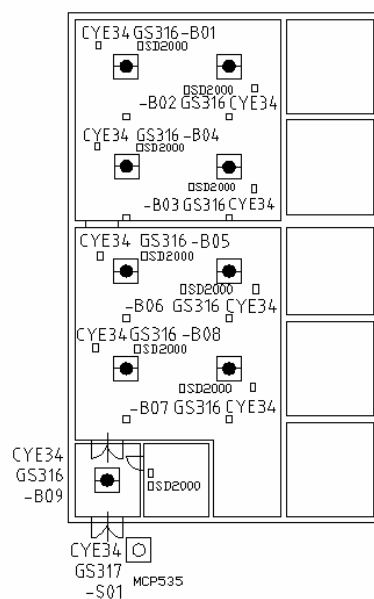 CYE34 GS316-B01
SD2000
SD2000
-B02 GS316 CYE34
CYE34 GS316 -B04
SD2000
SD2000
-B03 GS316 CYE34
CYE34 GS316 -B05
SD2000
SD2000
-B06 GS316 CYE34
CYE34 GS316 -B08
SD2000
SD2000
-B07 GS316 CYE34
CYE34
GS316
-B09
SD2000
CYE34
GS317
-S01
MCP535